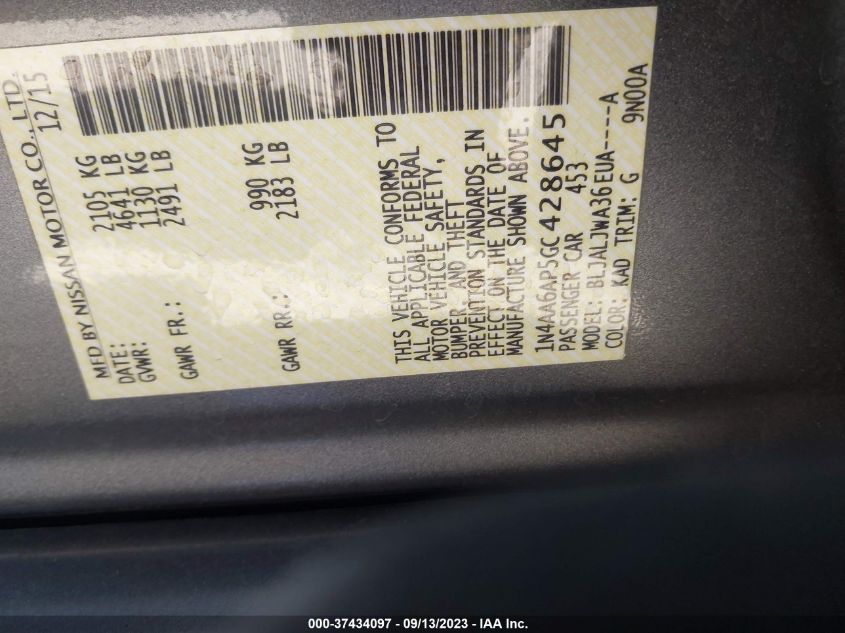 MFD BY NISSAN MOTOR CO., LTD.
DATE: 12/15
GVWR: 2105 KG
4641 LB
GAWR FR.: 1130 KG
2491 LB
GAWR RR.: 990 KG
2183 LB
THIS VEHICLE CONFORMS TO
ALL APPLICABLE FEDERAL
MOTOR VEHICLE SAFETY,
BUMPER, AND THEFT
PREVENTION STANDARDS IN
EFFECT ON THE DATE OF
MANUFACTURE SHOWN ABOVE.
1N4AA6AP5GC428645
PASSENGER CAR 453
MODEL: BLJALJWA36EUA----A
COLOR: KAD TRIM: G 9N00A
000-37434097 - 09/13/2023 - IAA Inc.